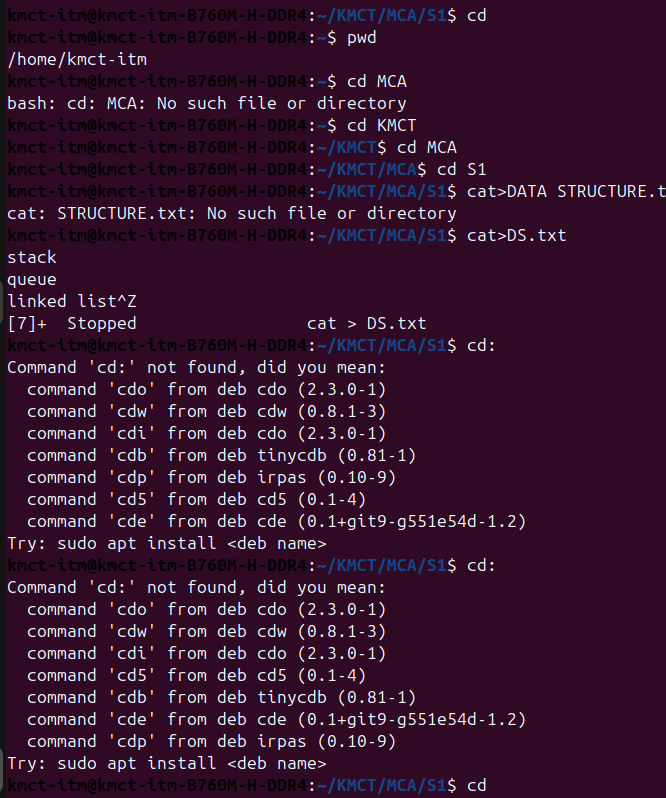 kmct-itm@kmct-itm-B760M-H-DDR4:~/KMCT/MCA/S1$ cd
kmct-itm@kmct-itm-B760M-H-DDR4:~$ pwd
/home/kmct-itm
kmct-itm@kmct-itm-B760M-H-DDR4:~$ cd MCA
bash: cd: MCA: No such file or directory
kmct-itm@kmct-itm-B760M-H-DDR4:~$ cd KMCT
kmct-itm@kmct-itm-B760M-H-DDR4:~/KMCT$ cd MCA
kmct-itm@kmct-itm-B760M-H-DDR4:~/KMCT/MCA$ cd S1
kmct-itm@kmct-itm-B760M-H-DDR4:~/KMCT/MCA/S1$ cat>DATA STRUCTURE.t
cat: STRUCTURE.txt: No such file or directory
kmct-itm@kmct-itm-B760M-H-DDR4:~/KMCT/MCA/S1$ cat>DS.txt
stack
queue
linked list^Z
[7]+  Stopped                 cat > DS.txt
kmct-itm@kmct-itm-B760M-H-DDR4:~/KMCT/MCA/S1$ cd:
Command 'cd:' not found, did you mean:
  command 'cdo' from deb cdo (2.3.0-1)
  command 'cdw' from deb cdw (0.8.1-3)
  command 'cdi' from deb cdo (2.3.0-1)
  command 'cdb' from deb tinycdb (0.81-1)
  command 'cdp' from deb irpas (0.10-9)
  command 'cd5' from deb cd5 (0.1-4)
  command 'cde' from deb cde (0.1+git9-g551e54d-1.2)
Try: sudo apt install <deb name>
kmct-itm@kmct-itm-B760M-H-DDR4:~/KMCT/MCA/S1$ cd:
Command 'cd:' not found, did you mean:
  command 'cdo' from deb cdo (2.3.0-1)
  command 'cdw' from deb cdw (0.8.1-3)
  command 'cdi' from deb cdo (2.3.0-1)
  command 'cd5' from deb cd5 (0.1-4)
  command 'cdb' from deb tinycdb (0.81-1)
  command 'cde' from deb cde (0.1+git9-g551e54d-1.2)
  command 'cdp' from deb irpas (0.10-9)
Try: sudo apt install <deb name>
kmct-itm@kmct-itm-B760M-H-DDR4:~/KMCT/MCA/S1$ cd